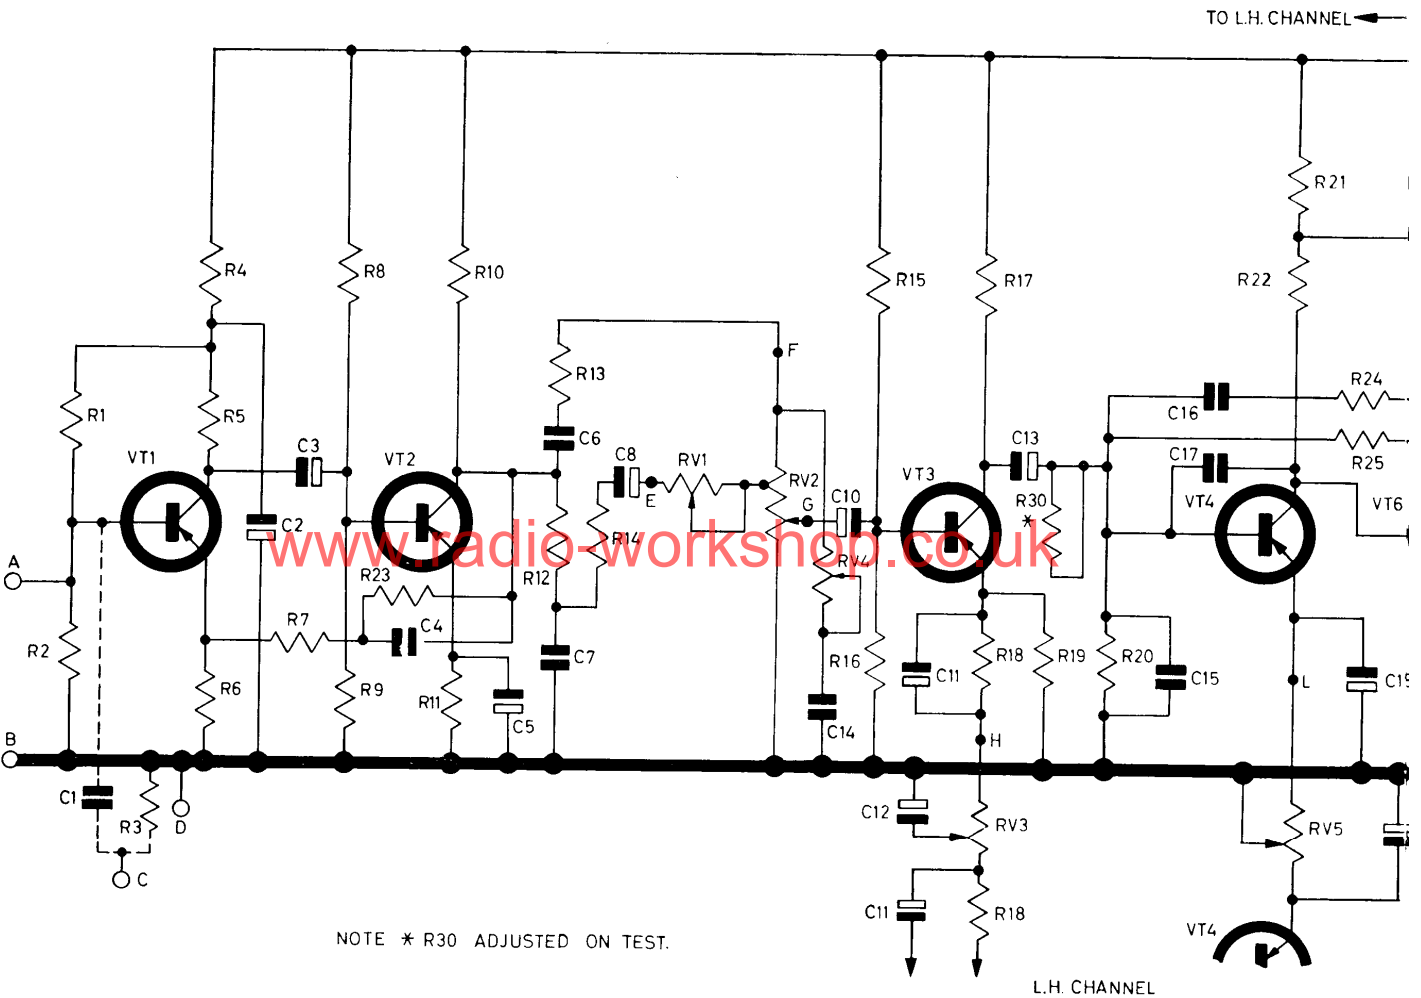 TO L.H. CHANNEL
R21
R4
R8
R10
R15
R17
R22
F
R13
R24
R1
R5
C16
C3
C6
R25
VT1
VT2
C8
RV1
RV2
VT3
C13
C17
E
G
C10
R30
*
VT4
VT6
C2
www.radio-workshop.co.uk
R14
A
R23
R12
RV4
R7
C4
R2
C7
R16
R18
R19
R20
C11
C15
L
C19
R6
R9
R11
C5
C14
B
H
C1
R3
D
C12
RV3
RV5
C
C11
R18
VT4
NOTE * R30 ADJUSTED ON TEST.
L.H. CHANNEL